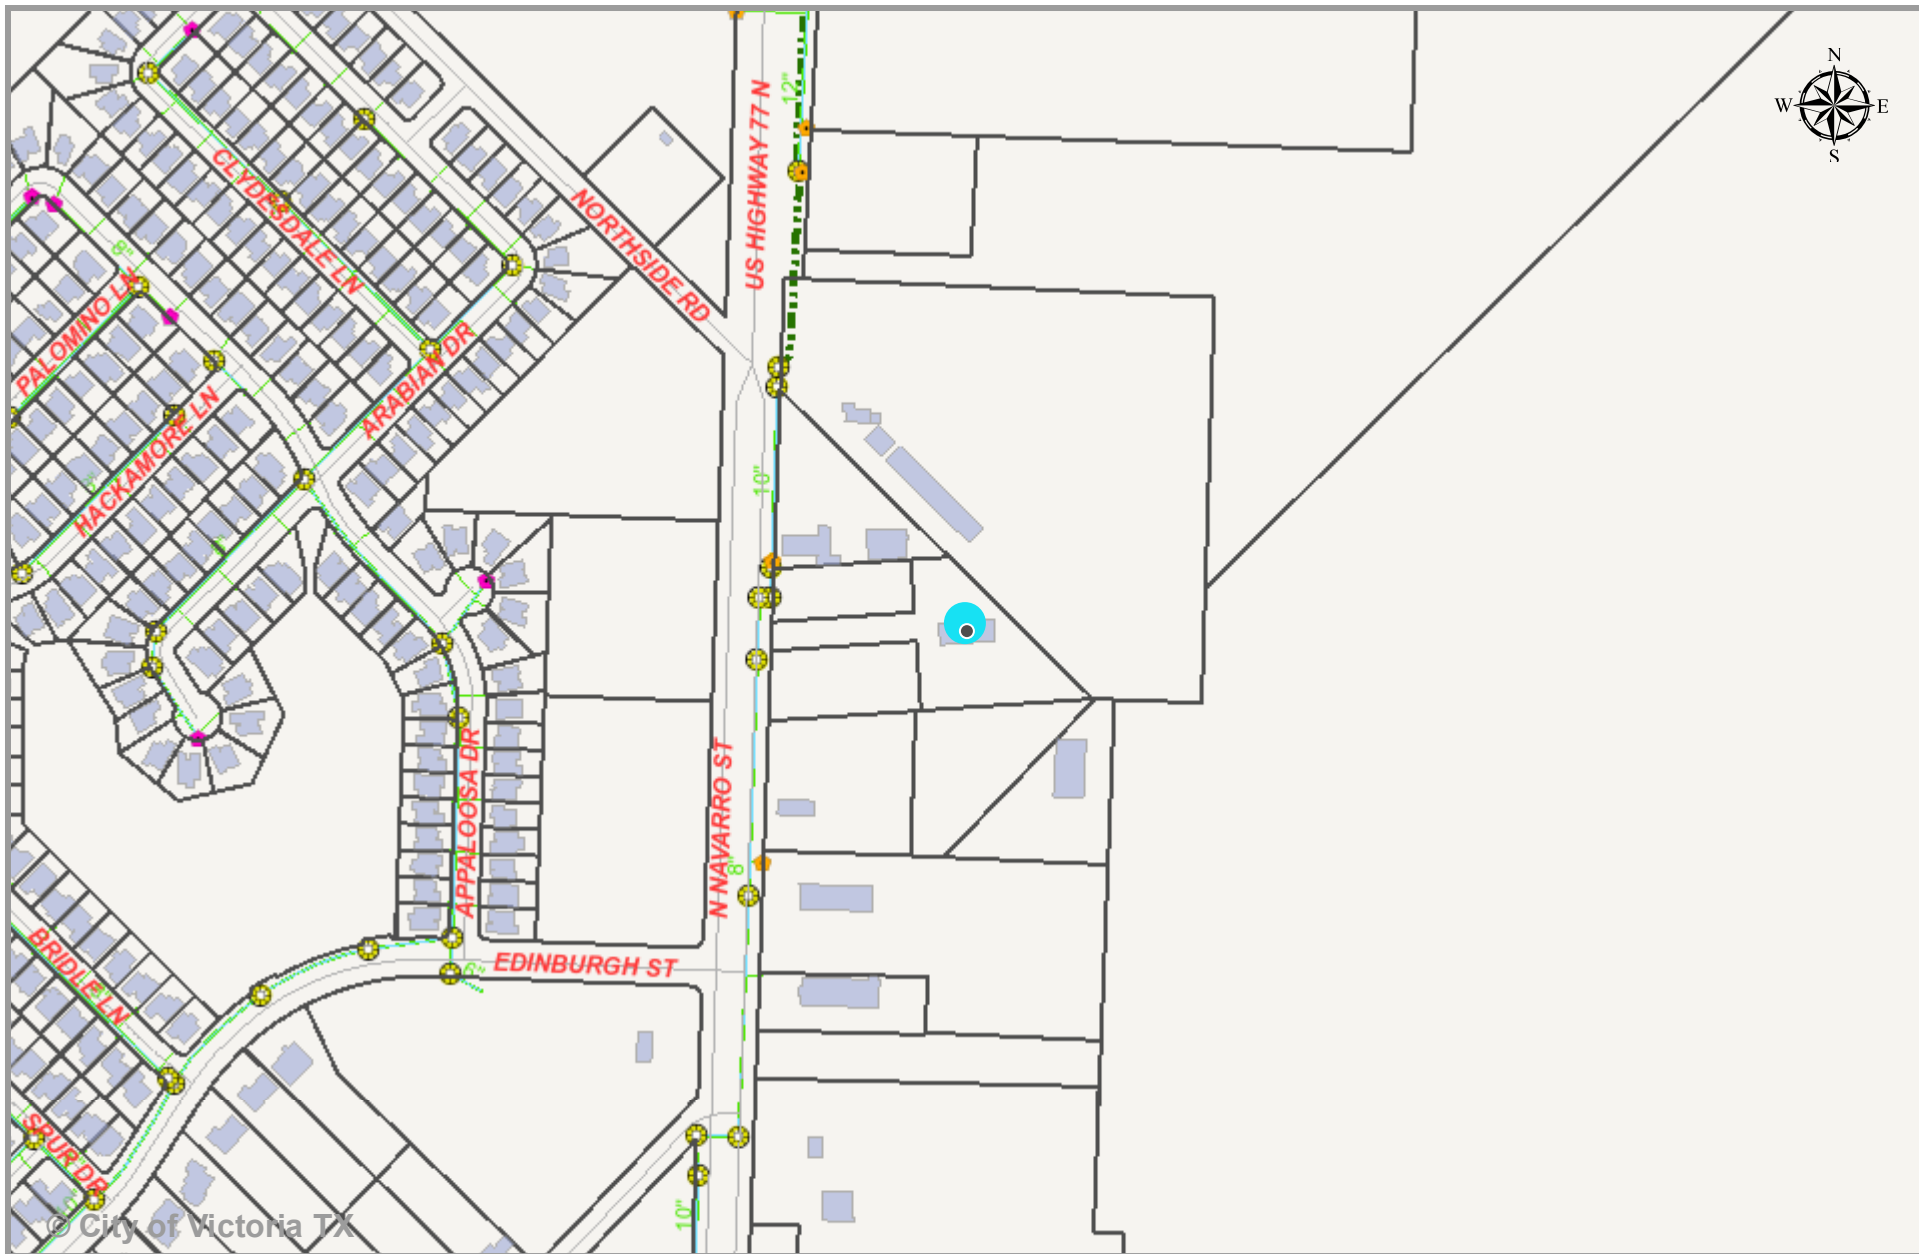 N
W E
S
12"
US HIGHWAY 77 N
CLYDESDALE LN
NORTHSIDE RD
8"
PALOMINO LN
ARABIAN DR
HACKAMORE LN
10"
N NAVARRO ST
APPALOOSA DR
8"
EDINBURGH ST
6"
BRIDLE LN
SPUR DR
10"
© City of Victoria TX